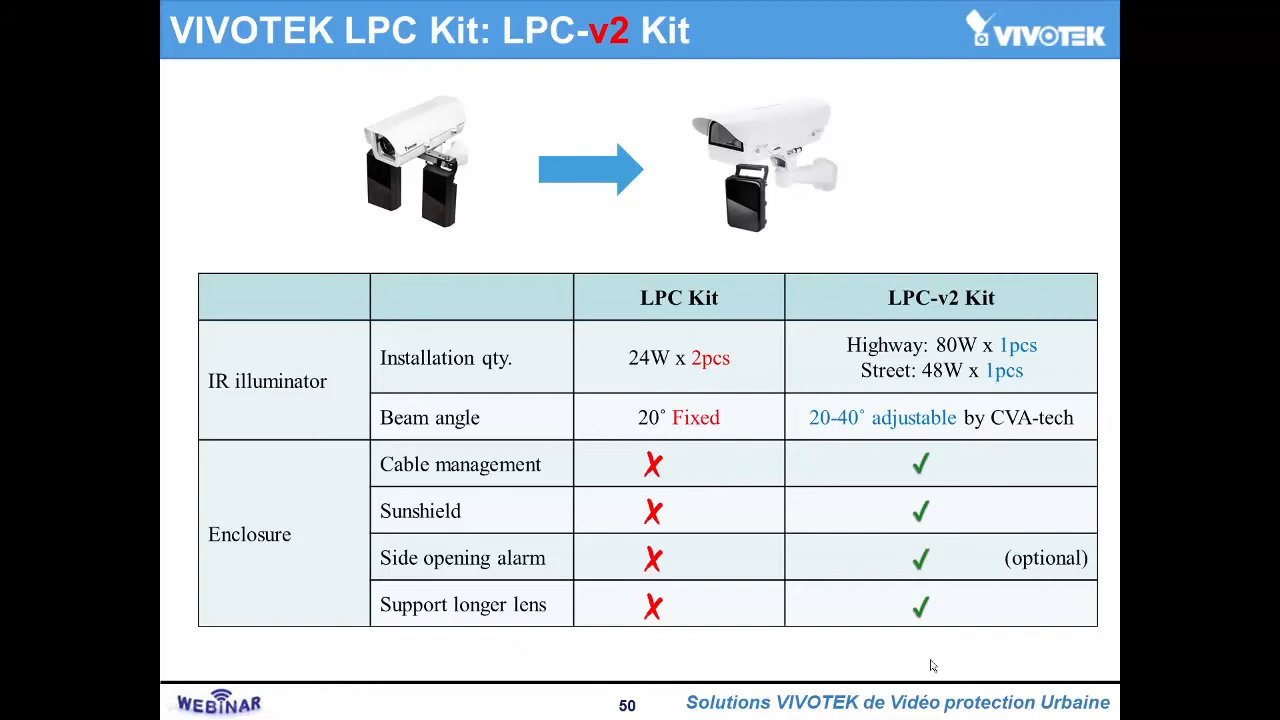 VIVOTEK LPC Kit: LPC-v2 Kit
VIVOTEK
LPC Kit
LPC-v2 Kit
IR illuminator
Installation qty.
24W x 2pcs
Highway: 80W x 1pcs
Street: 48W x 1pcs
Beam angle
20˚ Fixed
20-40˚ adjustable by CVA-tech
Enclosure
Cable management
✗
✓
Sunshield
✗
✓
Side opening alarm
✗
✓ (optional)
Support longer lens
✗
✓
WEBINAR
50
Solutions VIVOTEK de Vidéo protection Urbaine